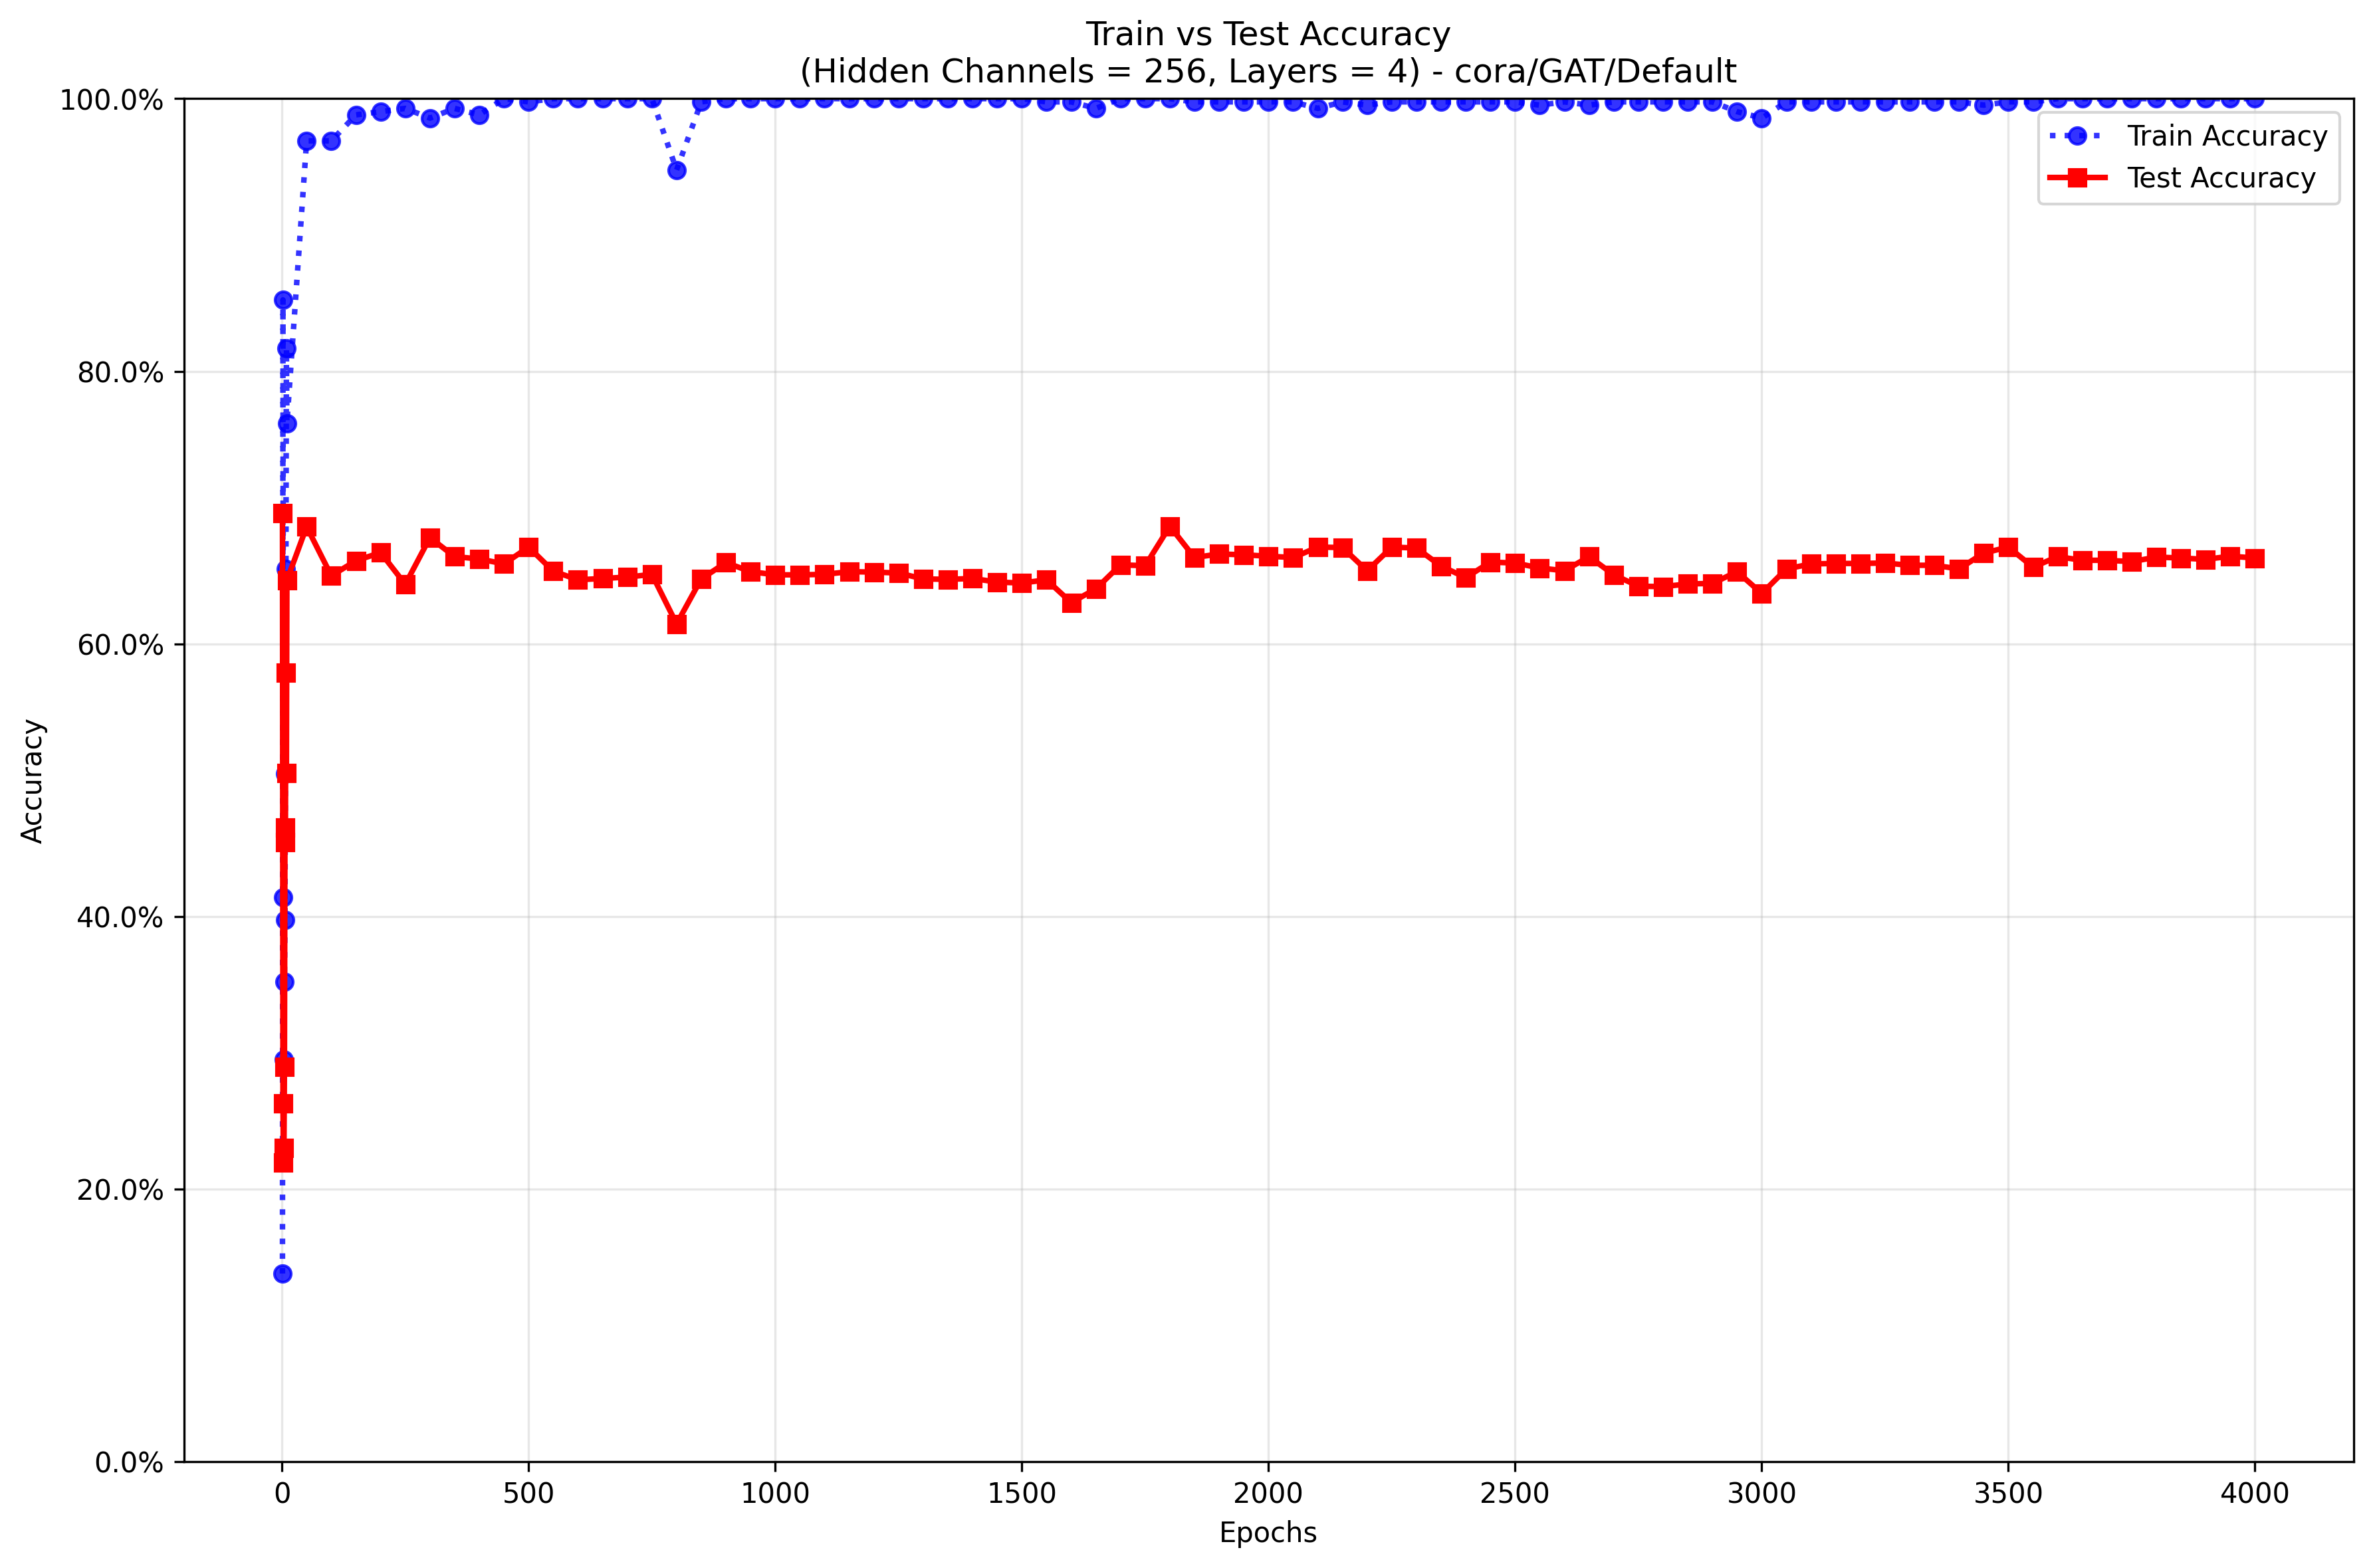 Train vs Test Accuracy
(Hidden Channels = 256, Layers = 4) - cora/GAT/Default
100.0%
80.0%
60.0%
40.0%
20.0%
0.0%
Accuracy
Train Accuracy
Test Accuracy
0 500 1000 1500 2000 2500 3000 3500 4000
Epochs